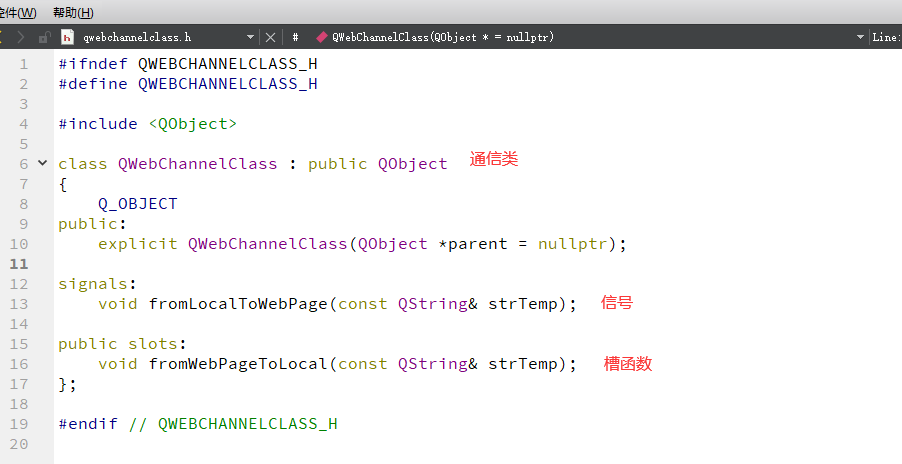 控件(W) 帮助(H)
qwebchannelclass.h # QWebChannelClass(QObject * = nullptr) Line:
1 #ifndef QWEBCHANNELCLASS_H
2 #define QWEBCHANNELCLASS_H
3
4 #include <QObject>
5
6 class QWebChannelClass : public QObject 通信类
7 {
8 Q_OBJECT
9 public:
10 explicit QWebChannelClass(QObject *parent = nullptr);
11
12 signals:
13 void fromLocalToWebPage(const QString& strTemp); 信号
14
15 public slots:
16 void fromWebPageToLocal(const QString& strTemp); 槽函数
17 };
18
19 #endif // QWEBCHANNELCLASS_H
20